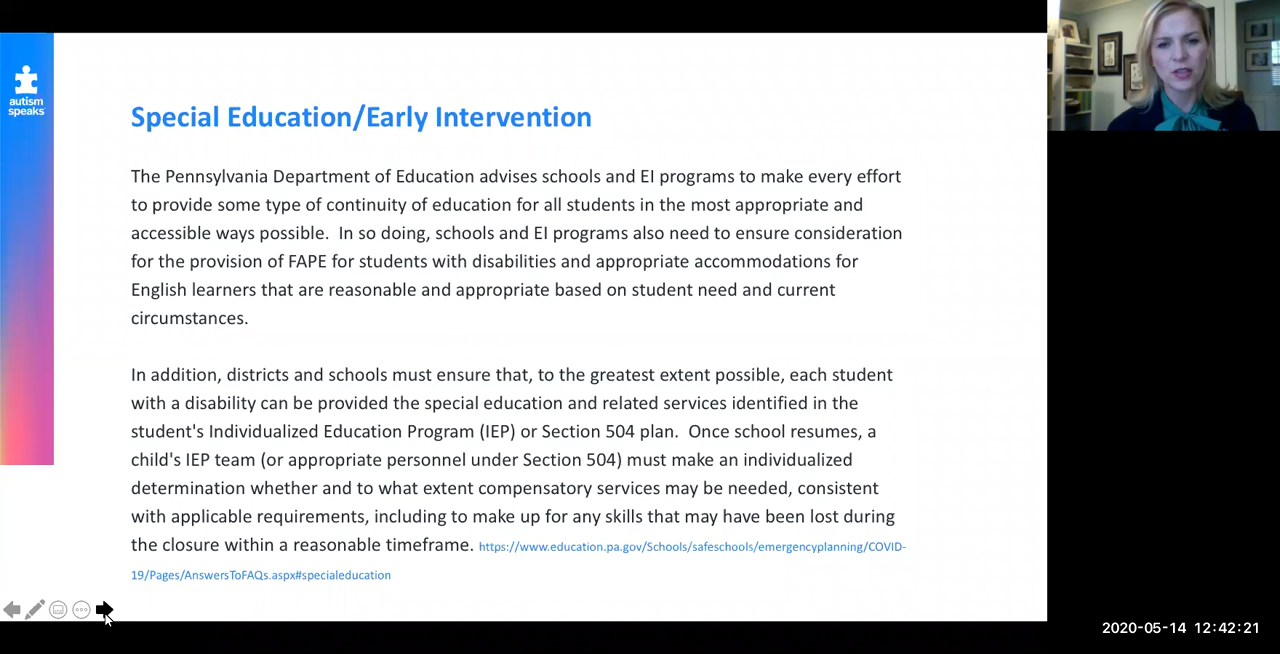 autism
speaks
Special Education/Early Intervention
The Pennsylvania Department of Education advises schools and EI programs to make every effort
to provide some type of continuity of education for all students in the most appropriate and
accessible ways possible.  In so doing, schools and EI programs also need to ensure consideration
for the provision of FAPE for students with disabilities and appropriate accommodations for
English learners that are reasonable and appropriate based on student need and current
circumstances.
In addition, districts and schools must ensure that, to the greatest extent possible, each student
with a disability can be provided the special education and related services identified in the
student's Individualized Education Program (IEP) or Section 504 plan.  Once school resumes, a
child's IEP team (or appropriate personnel under Section 504) must make an individualized
determination whether and to what extent compensatory services may be needed, consistent
with applicable requirements, including to make up for any skills that may have been lost during
the closure within a reasonable timeframe. https://www.education.pa.gov/Schools/safeschools/emergencyplanning/COVID-
19/Pages/AnswersToFAQs.aspx#specialeducation
2020-05-14 12:42:21